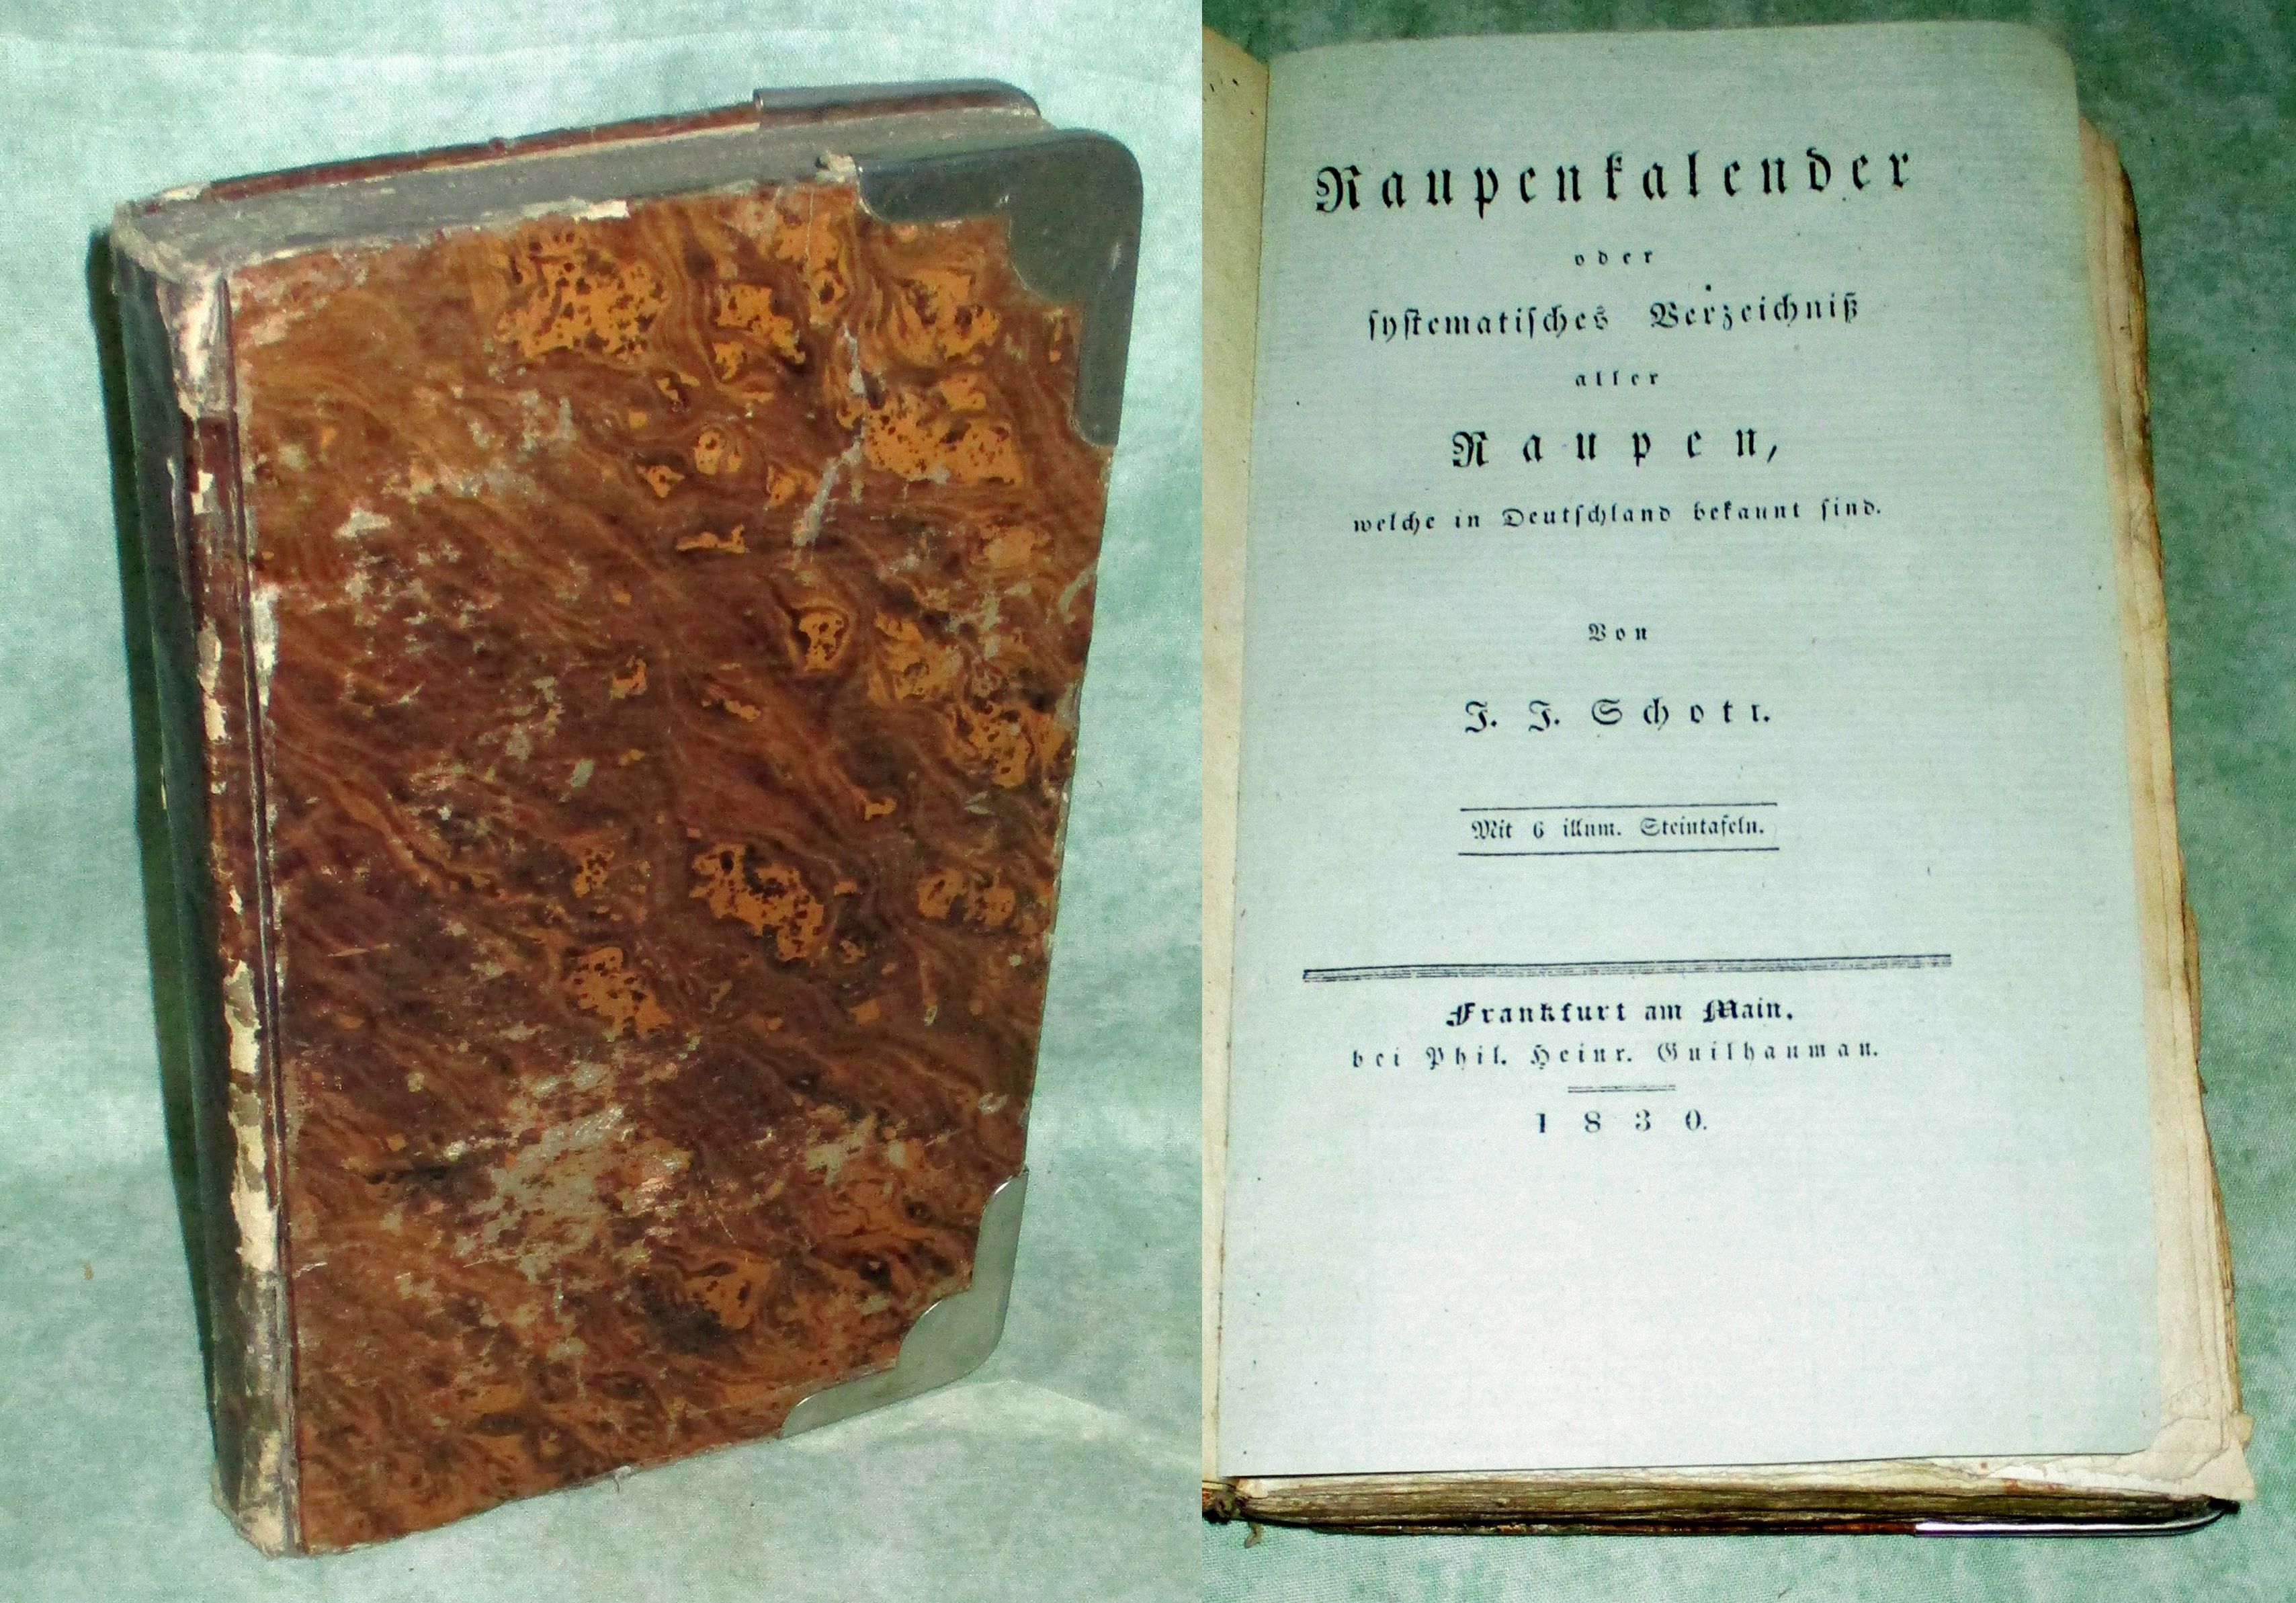 Raupenkalender
oder
ſyſtematiſches Verzeichniß
aller
Raupen,
welche in Deutſchland bekannt ſind.
Von
J. J. Schott.
Mit 6 illum. Steintafeln.
Frankfurt am Main.
bei Phil. Heinr. Guilhauman.
1830.